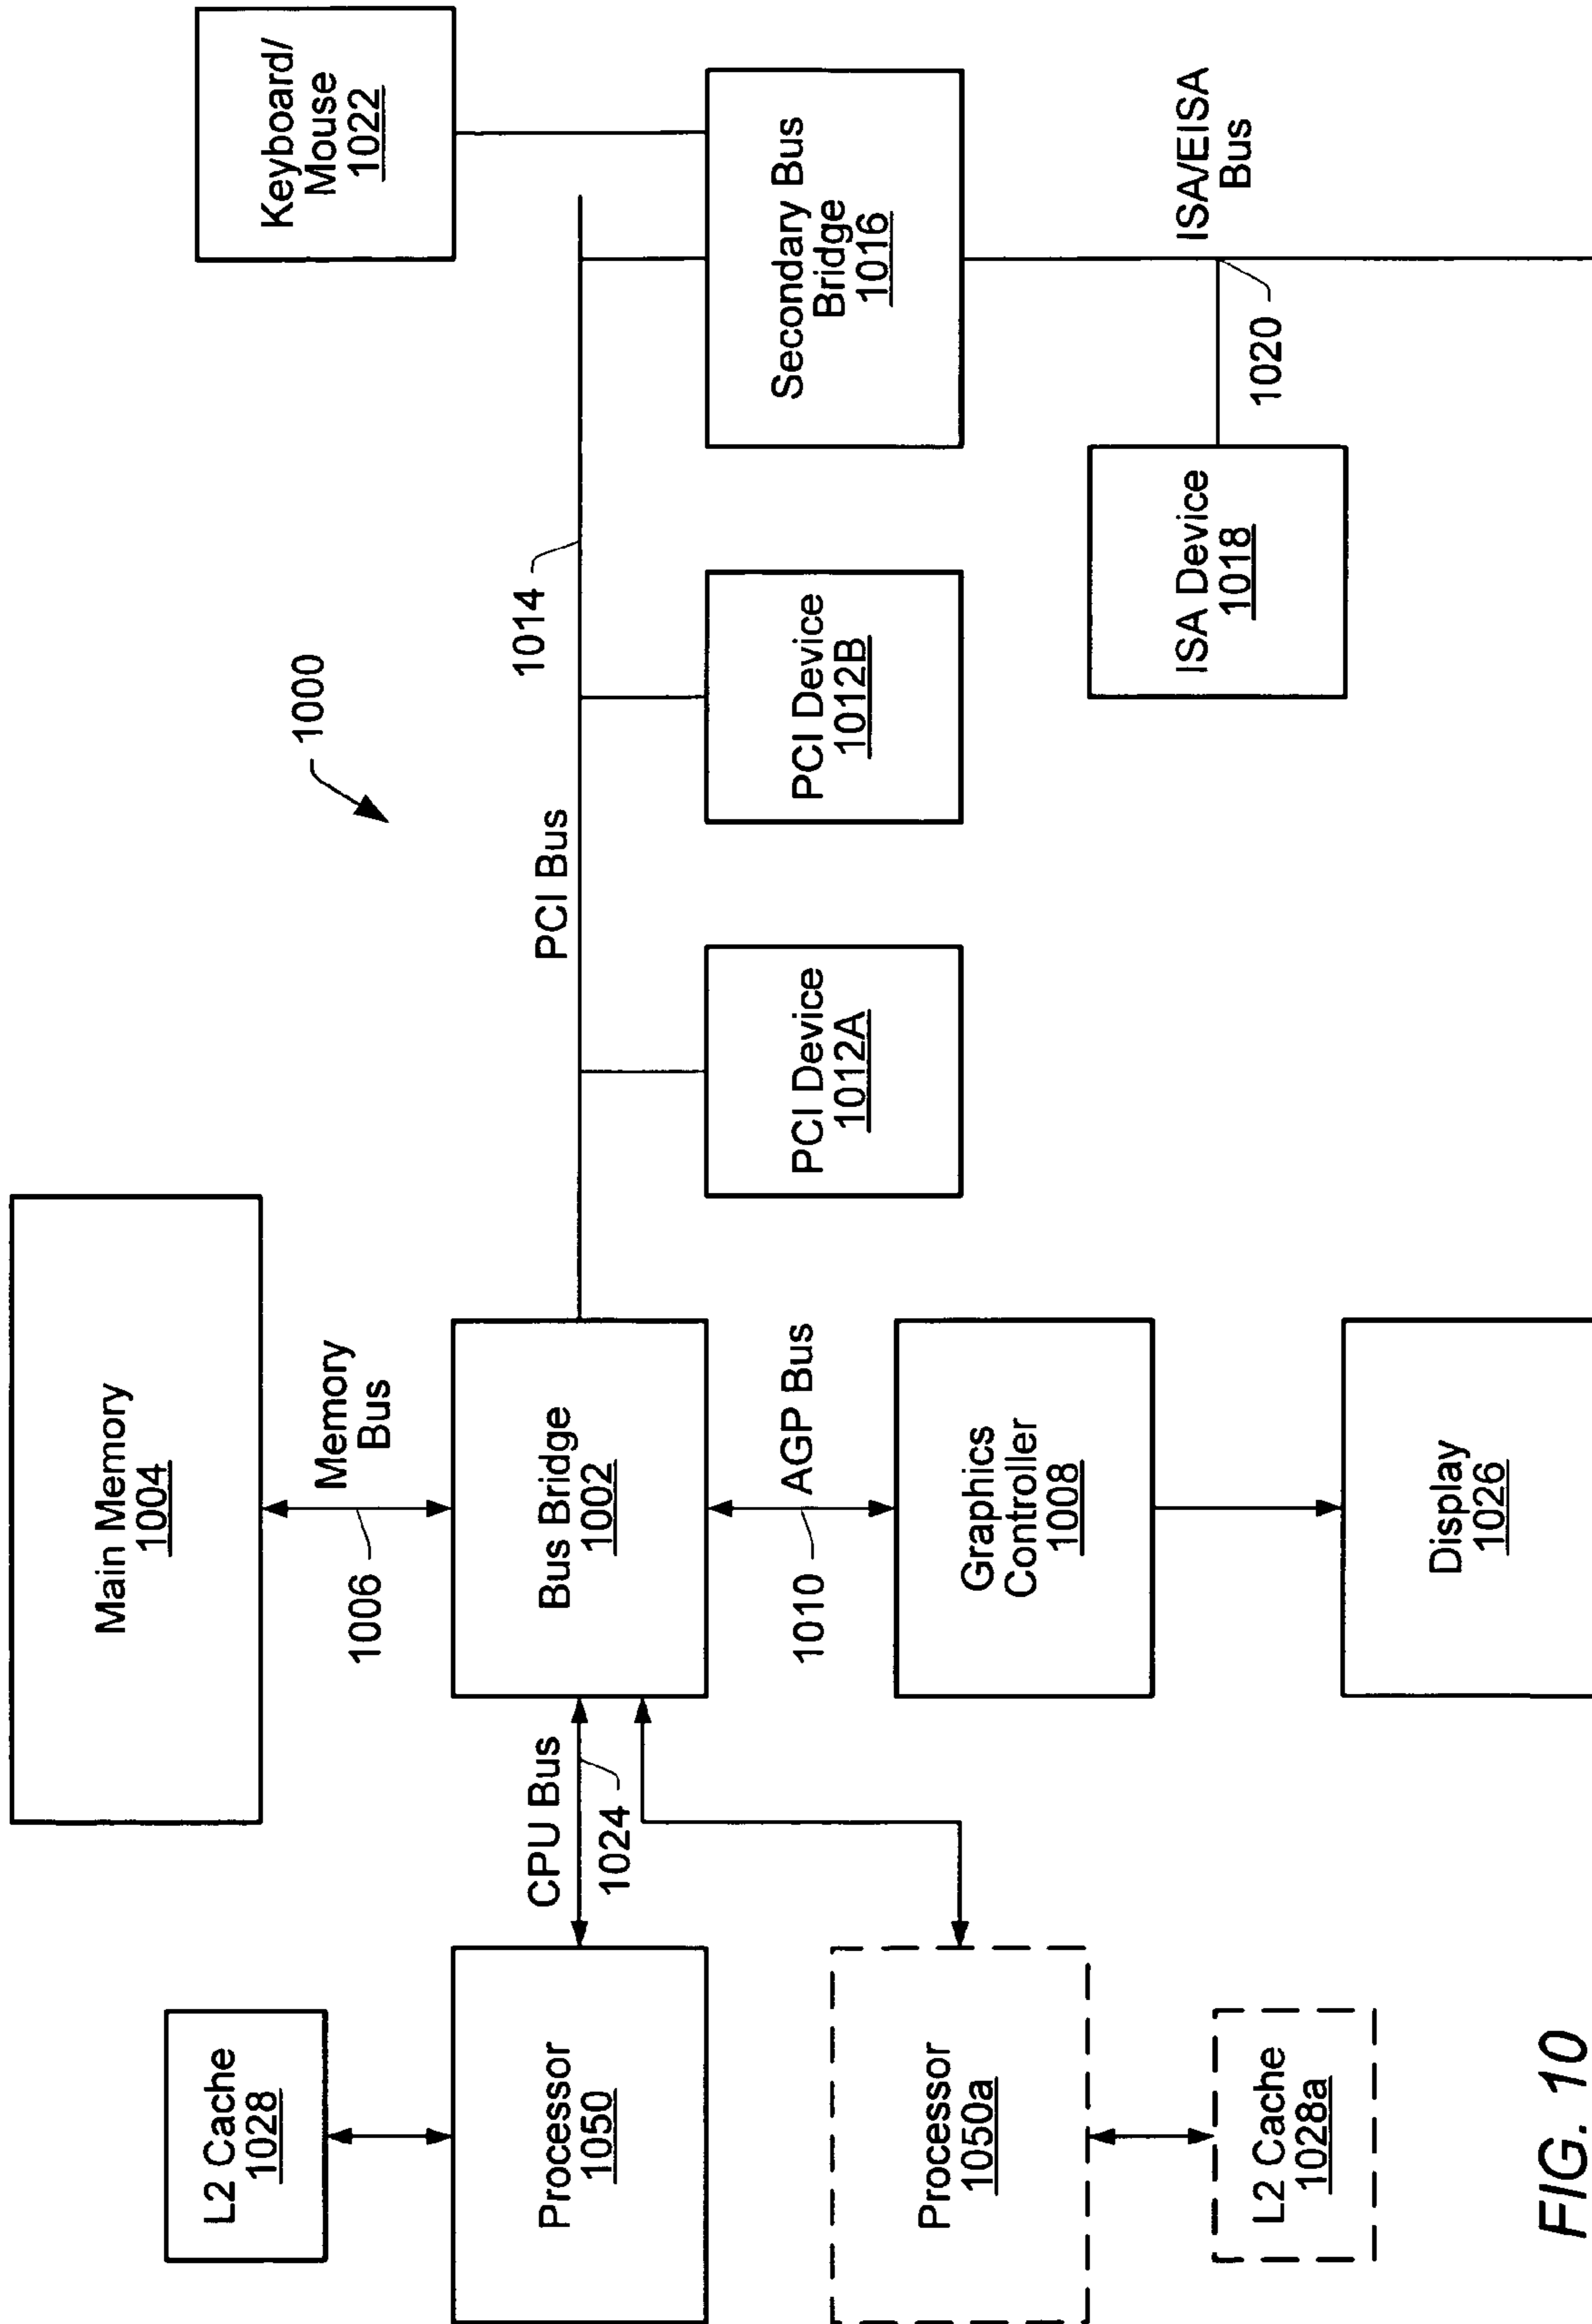 1000
Main Memory
1004
Keyboard/
Mouse
1022
L2 Cache
1028
1006
Memory
Bus
CPU Bus
1024
PCI Bus
1014
Processor
1050
Bus Bridge
1002
PCI Device
1012A
PCI Device
1012B
Secondary Bus
Bridge
1016
1010
AGP Bus
Processor
1050a
Graphics
Controller
1008
ISA Device
1018
1020
ISA/EISA
Bus
L2 Cache
1028a
Display
1026
FIG. 10